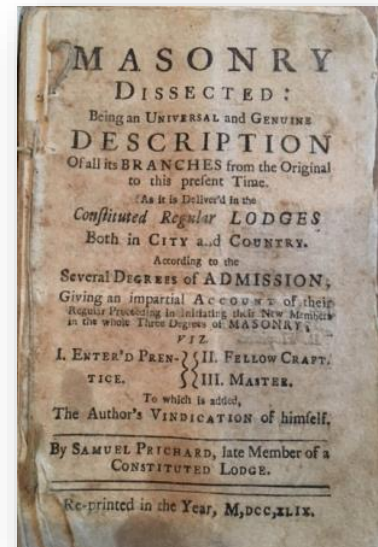 MASONRY
DISSECTED:
Being an UNIVERSAL and GENUINE
DESCRIPTION
Of all its BRANCHES from the Original
to this preſent Time.
As it is Deliver'd in the
Conſtituted Regular LODGES
Both in CITY and COUNTRY.
According to the
Several DEGREES of ADMISSION;
Giving an impartial ACCOUNT of their
Regular Proceeding in Initiating their New Members
in the whole Three Degrees of MASONRY,
VIZ.
I. ENTER'D PREN- II. FELLOW CRAFT.
TICE. III. MASTER.
To which is added,
The Author's VINDICATION of himſelf.
By SAMUEL PRICHARD, late Member of a
CONSTITUTED LODGE.
Re-printed in the Year, M,DCC,XLIX.